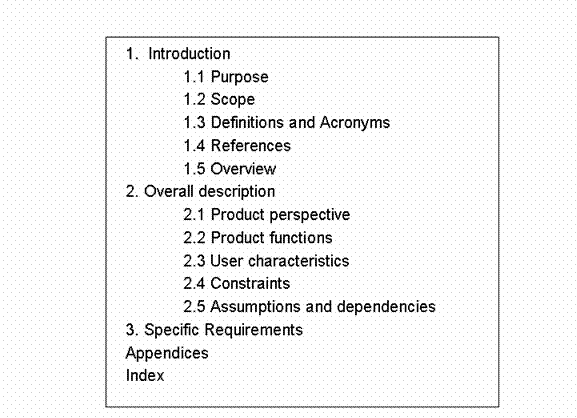 1. Introduction
1.1 Purpose
1.2 Scope
1.3 Definitions and Acronyms
1.4 References
1.5 Overview
2. Overall description
2.1 Product perspective
2.2 Product functions
2.3 User characteristics
2.4 Constraints
2.5 Assumptions and dependencies
3. Specific Requirements
Appendices
Index